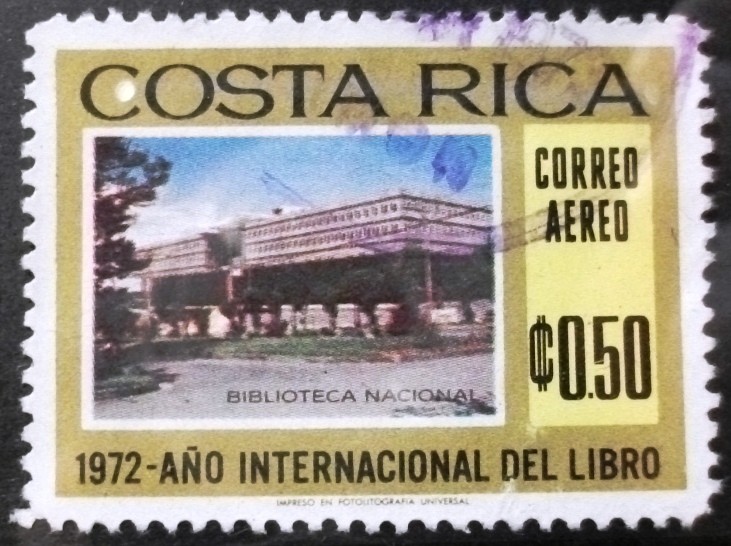 COSTA RICA
CORREO
AEREO
₡0.50
BIBLIOTECA NACIONAL
1972-AÑO INTERNACIONAL DEL LIBRO
IMPRESO EN FOTOLITOGRAFIA UNIVERSAL